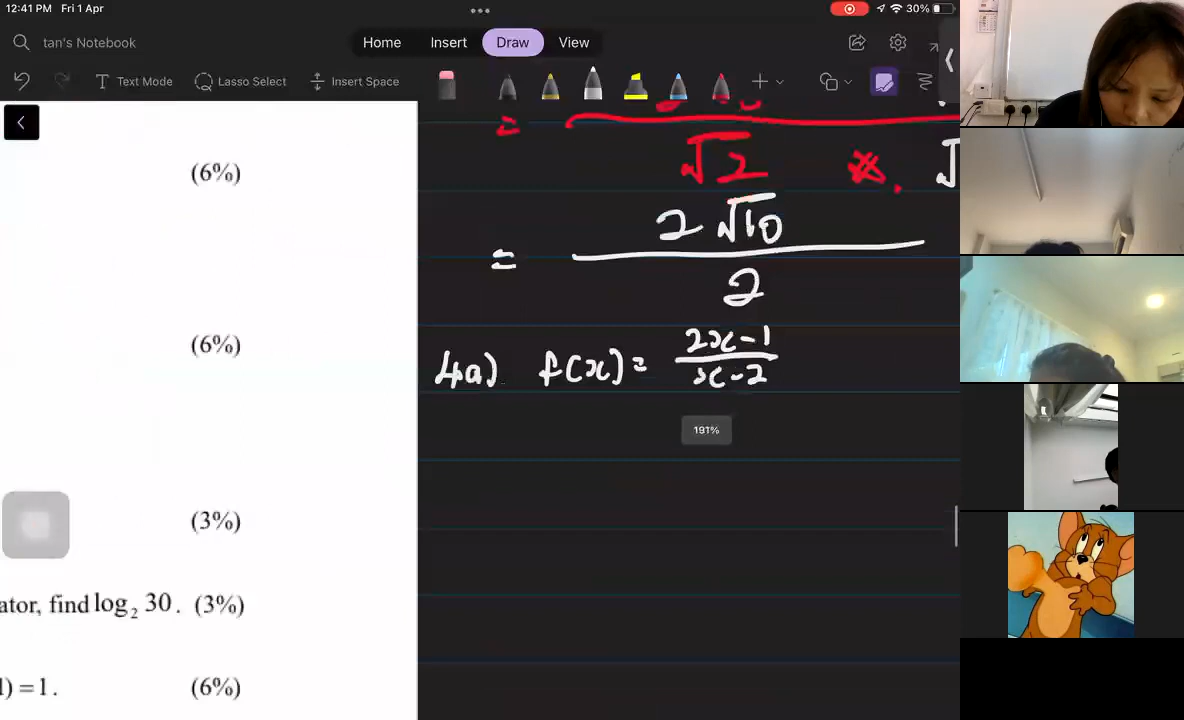 12:41 PM Fri 1 Apr
30%
tan's Notebook
Home Insert Draw View
Text Mode Lasso Select Insert Space
(6%)
(6%)
(3%)
ator, find log₂ 30. (3%)
l) = 1. (6%)
=
√2
= 2√10 / 2
4a) f(x) = 2x-1 / x-2
191%